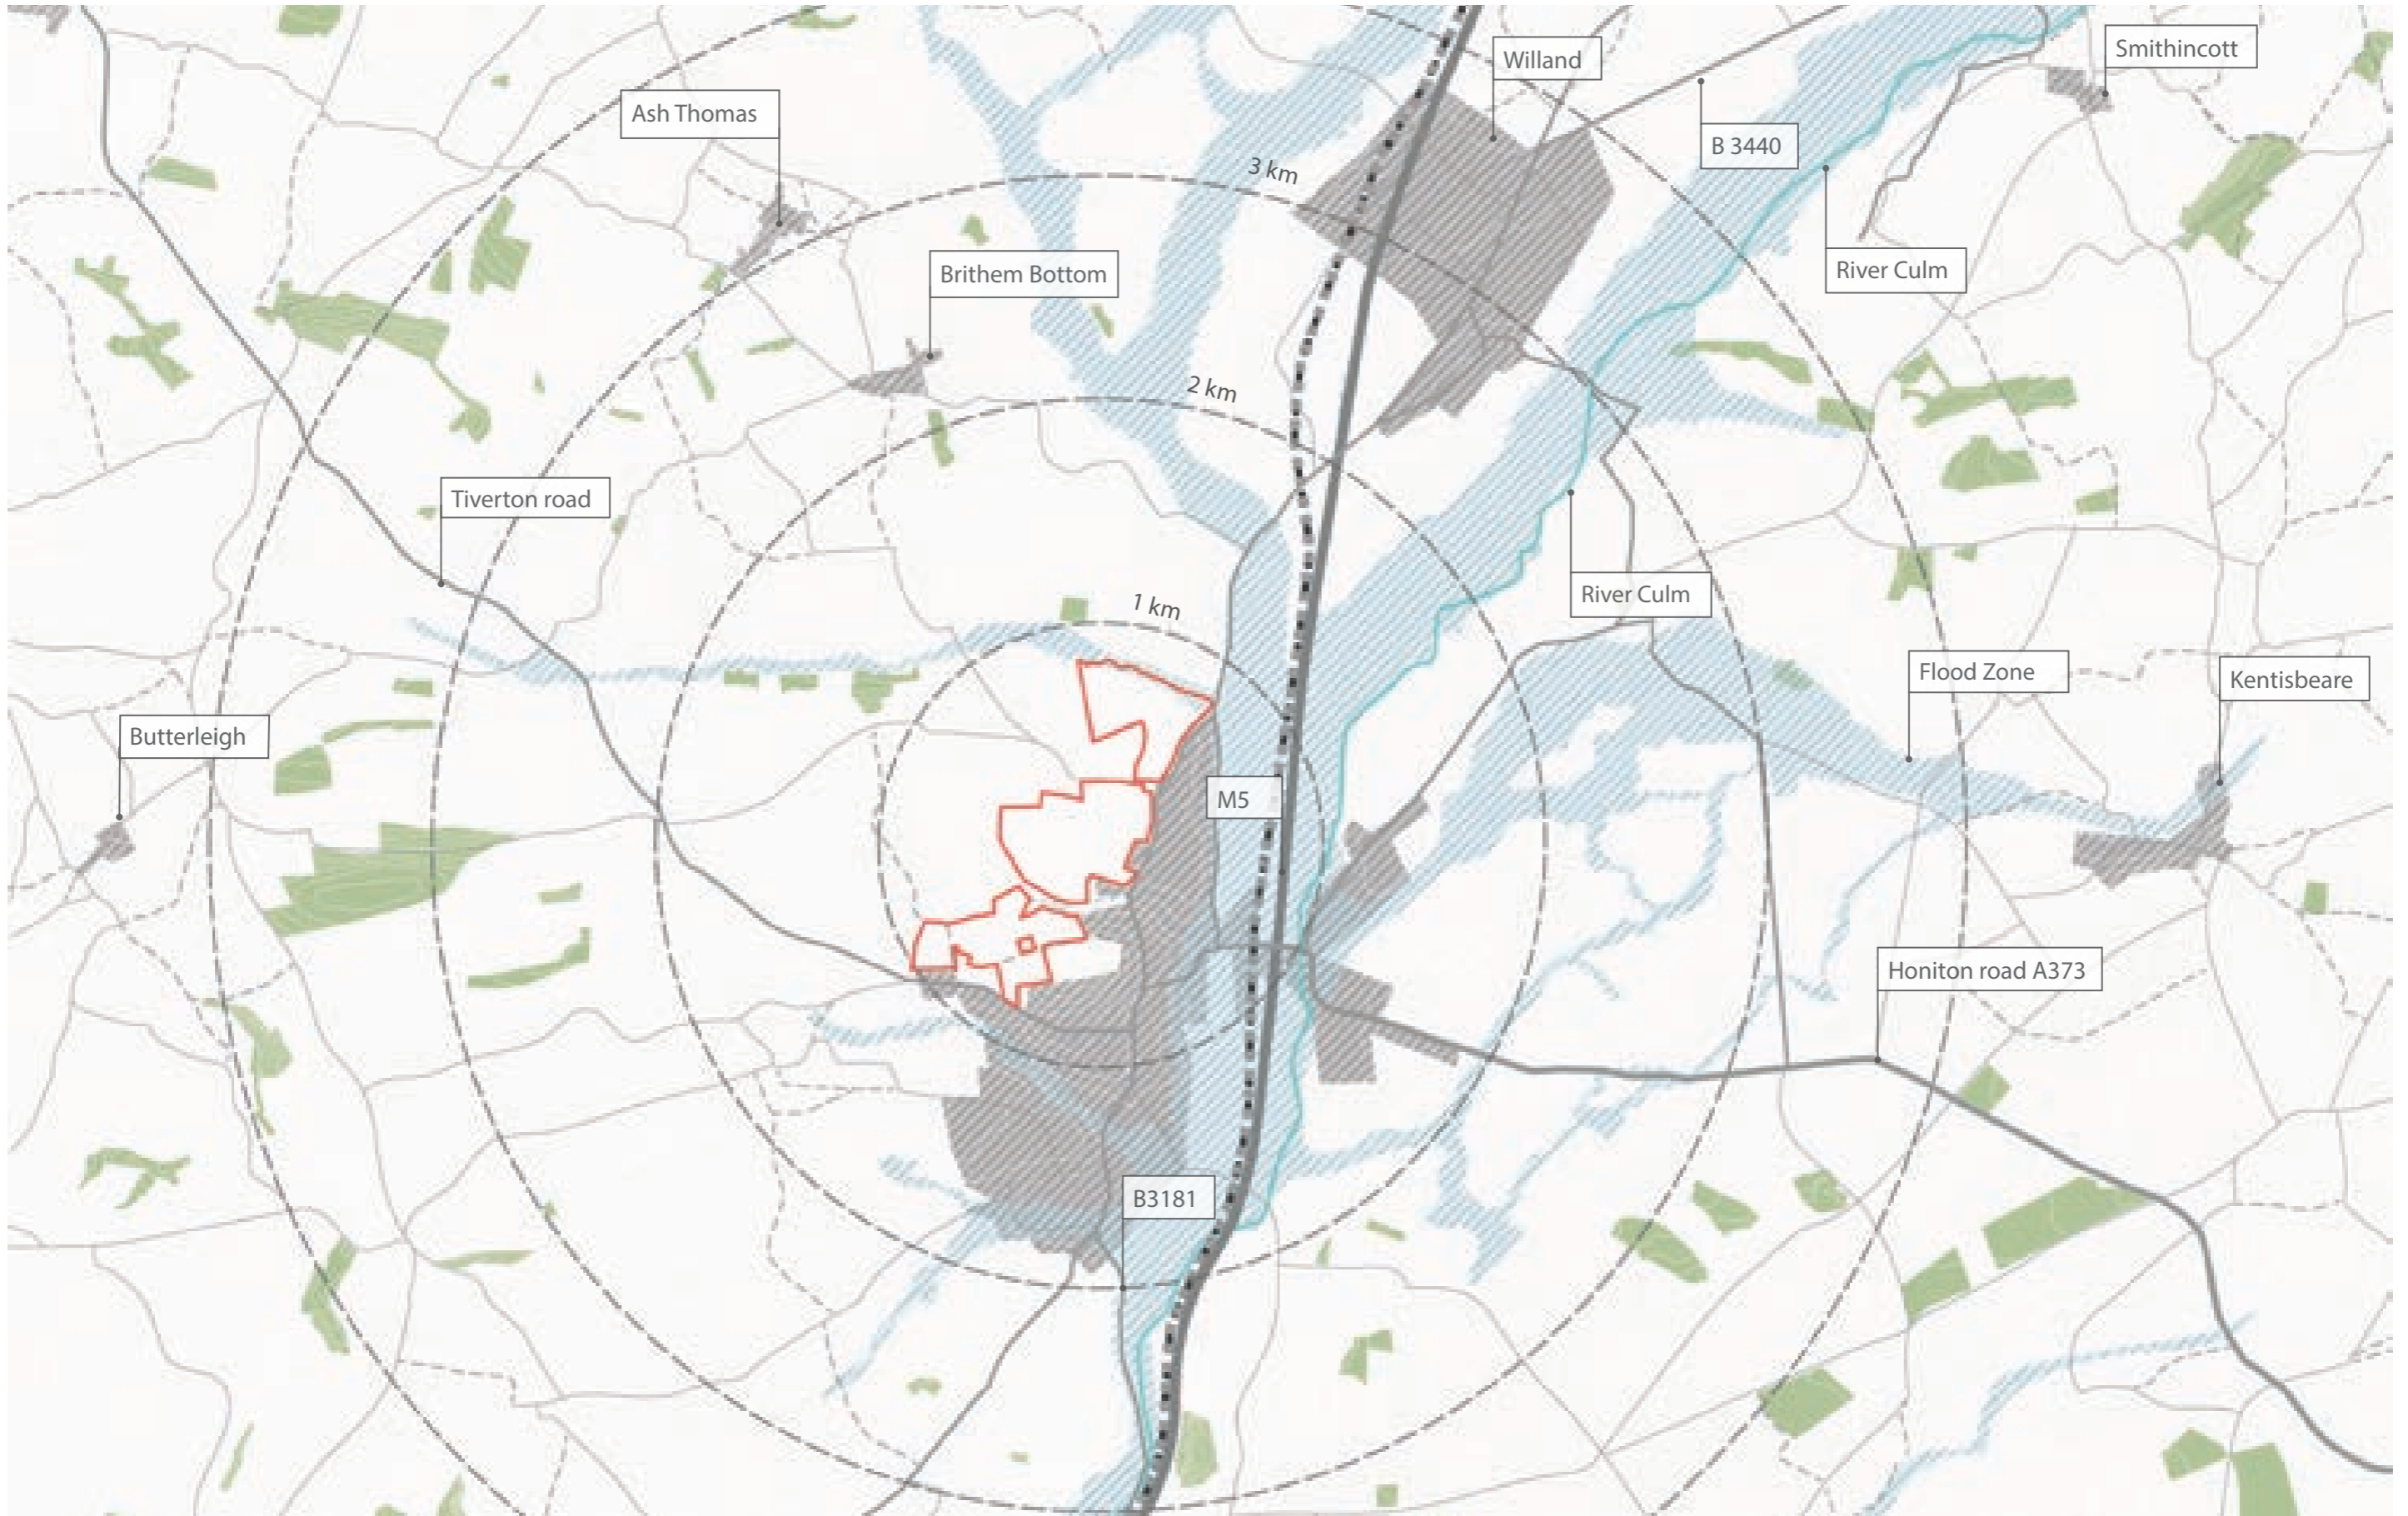 Smithincott
Willand
Ash Thomas
B 3440
3 km
Brithem Bottom
River Culm
2 km
Tiverton road
River Culm
1 km
Flood Zone
Kentisbeare
Butterleigh
M5
Honiton road A373
B3181